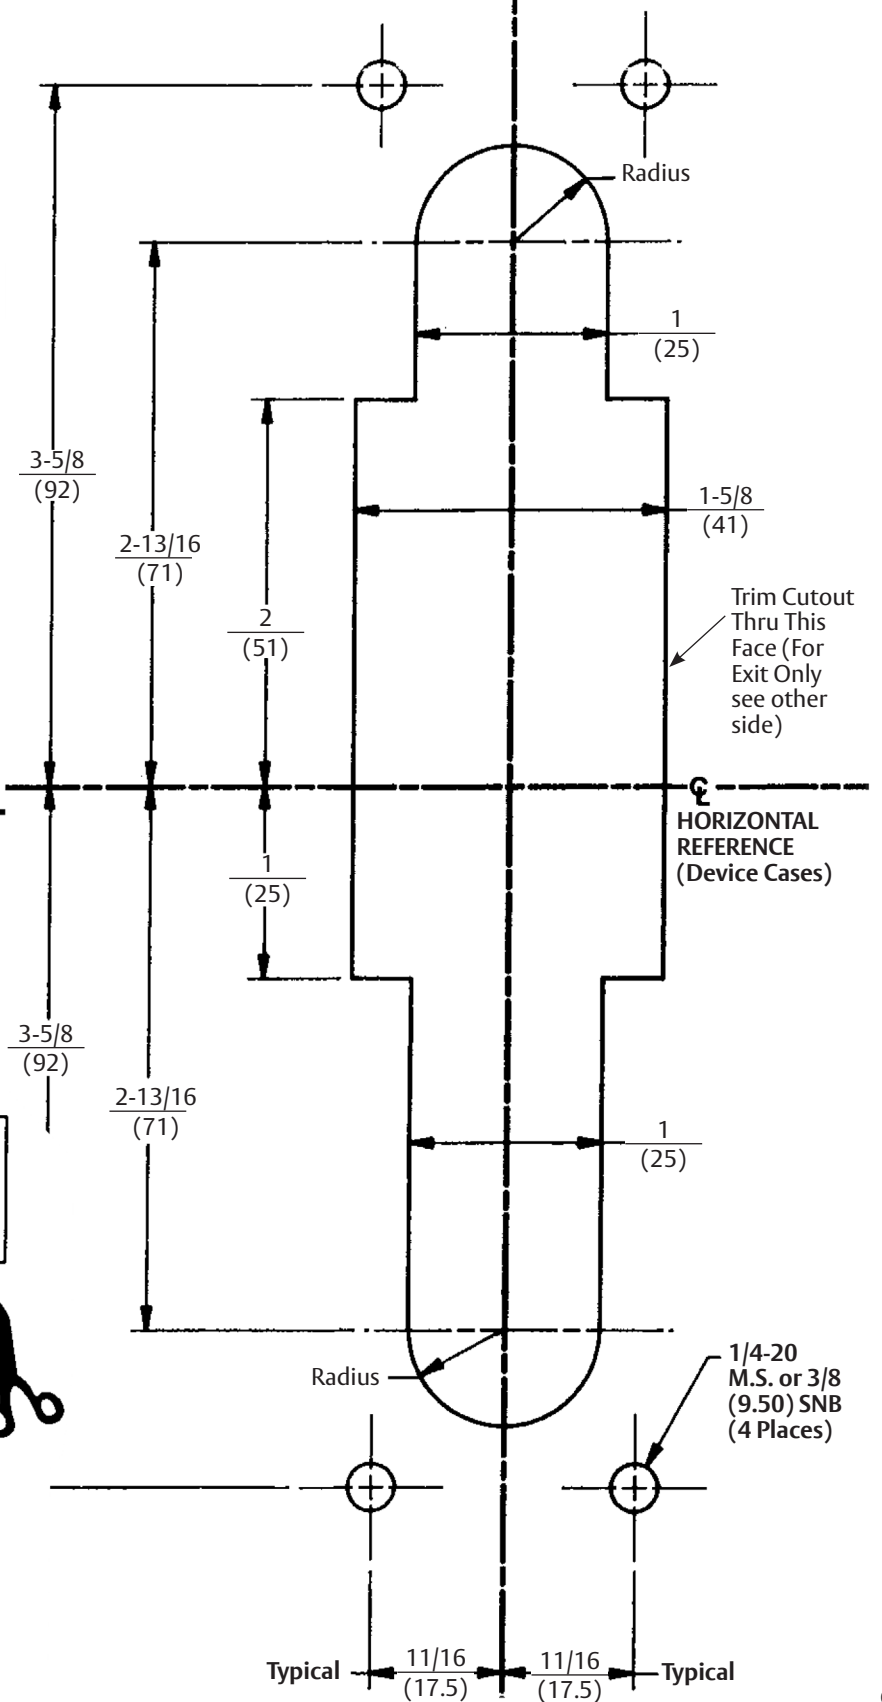 Radius
1
(25)
3-5/8
(92)
1-5/8
(41)
2-13/16
(71)
Trim Cutout
Thru This
Face (For
Exit Only
see other
side)
2
(51)
℄
HORIZONTAL
REFERENCE
(Device Cases)
1
(25)
3-5/8
(92)
2-13/16
(71)
1
(25)
Radius
1/4-20
M.S. or 3/8
(9.50) SNB
(4 Places)
Typical
11/16
(17.5)
11/16
(17.5)
Typical